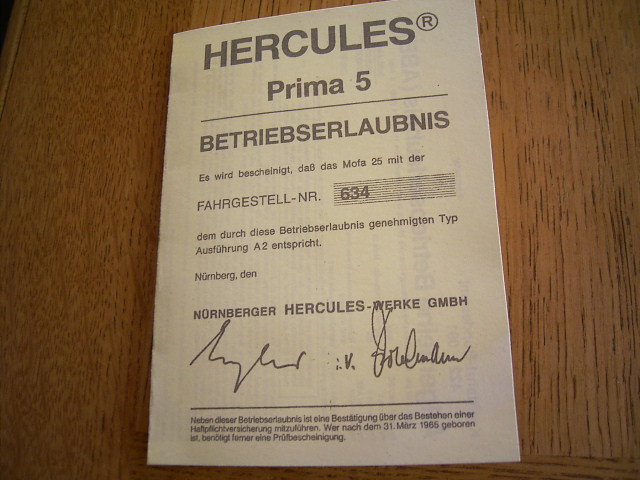 HERCULES®
Prima 5
BETRIEBSERLAUBNIS
Es wird bescheinigt, daß das Mofa 25 mit der
FAHRGESTELL-NR. 634
dem durch diese Betriebserlaubnis genehmigten Typ
Ausführung A2 entspricht.
Nürnberg, den
NÜRNBERGER HERCULES-WERKE GMBH
i.V.
Neben dieser Betriebserlaubnis ist eine Bestätigung über das Bestehen einer
Haftpflichtversicherung mitzuführen. Wer nach dem 31. März 1965 geboren
ist, benötigt ferner eine Prüfbescheinigung.